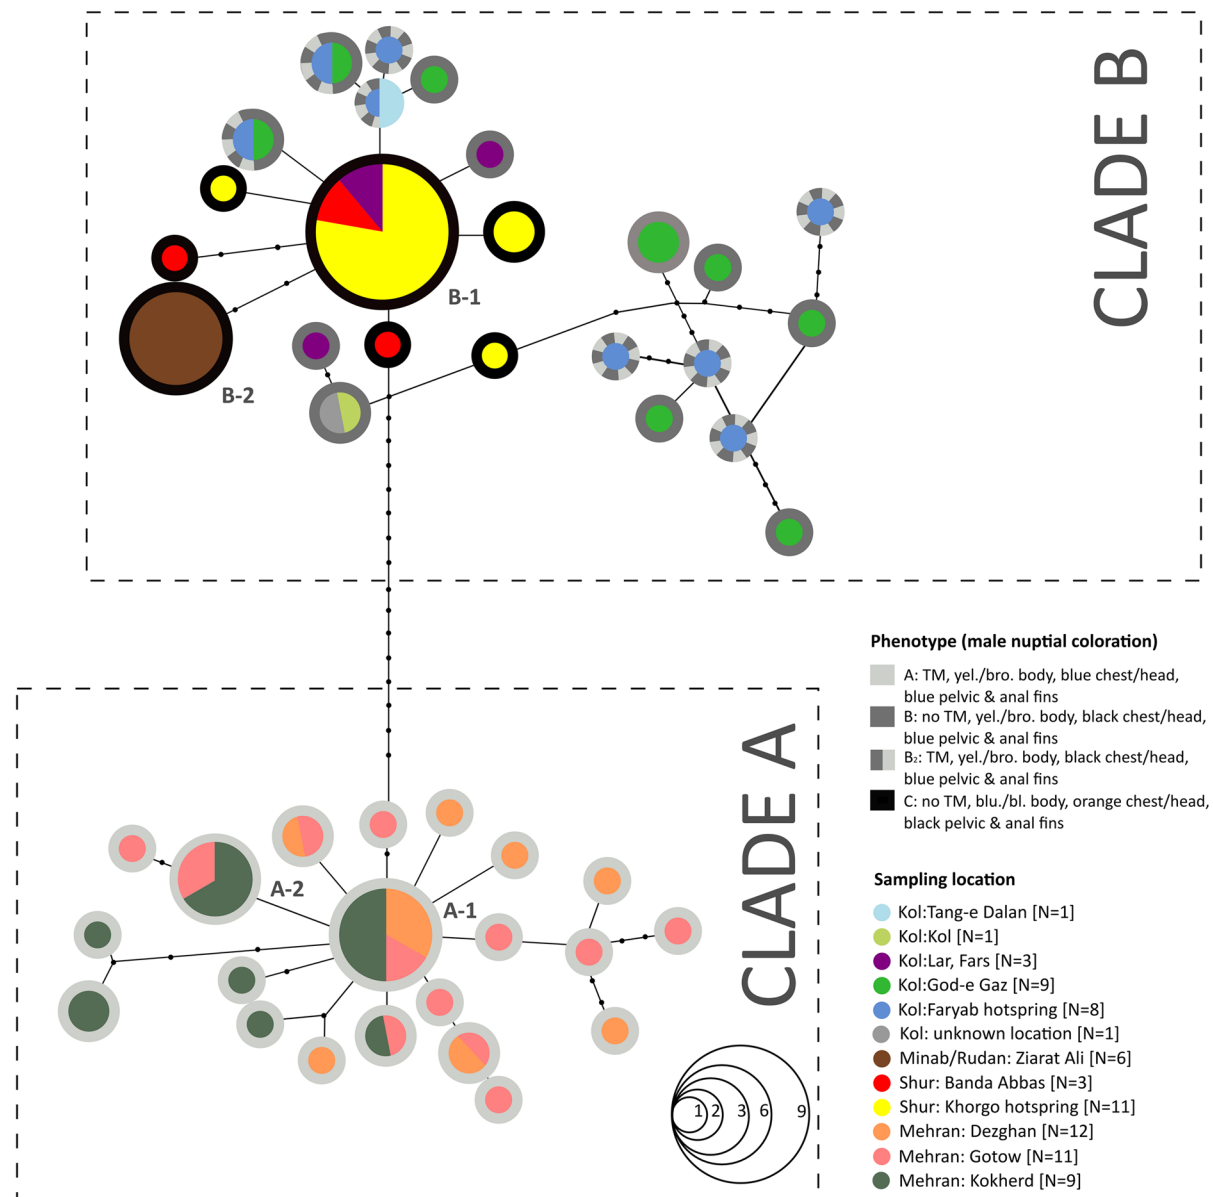 CLADE B
B-1
B-2
CLADE A
A-2
A-1
1 2 3 6 9
Phenotype (male nuptial coloration)
A: TM, yel./bro. body, blue chest/head,
blue pelvic & anal fins
B: no TM, yel./bro. body, black chest/head,
blue pelvic & anal fins
B₂: TM, yel./bro. body, black chest/head,
blue pelvic & anal fins
C: no TM, blu./bl. body, orange chest/head,
black pelvic & anal fins
Sampling location
Kol:Tang-e Dalan [N=1]
Kol:Kol [N=1]
Kol:Lar, Fars [N=3]
Kol:God-e Gaz [N=9]
Kol:Faryab hotspring [N=8]
Kol: unknown location [N=1]
Minab/Rudan: Ziarat Ali [N=6]
Shur: Banda Abbas [N=3]
Shur: Khorgo hotspring [N=11]
Mehran: Dezghan [N=12]
Mehran: Gotow [N=11]
Mehran: Kokherd [N=9]